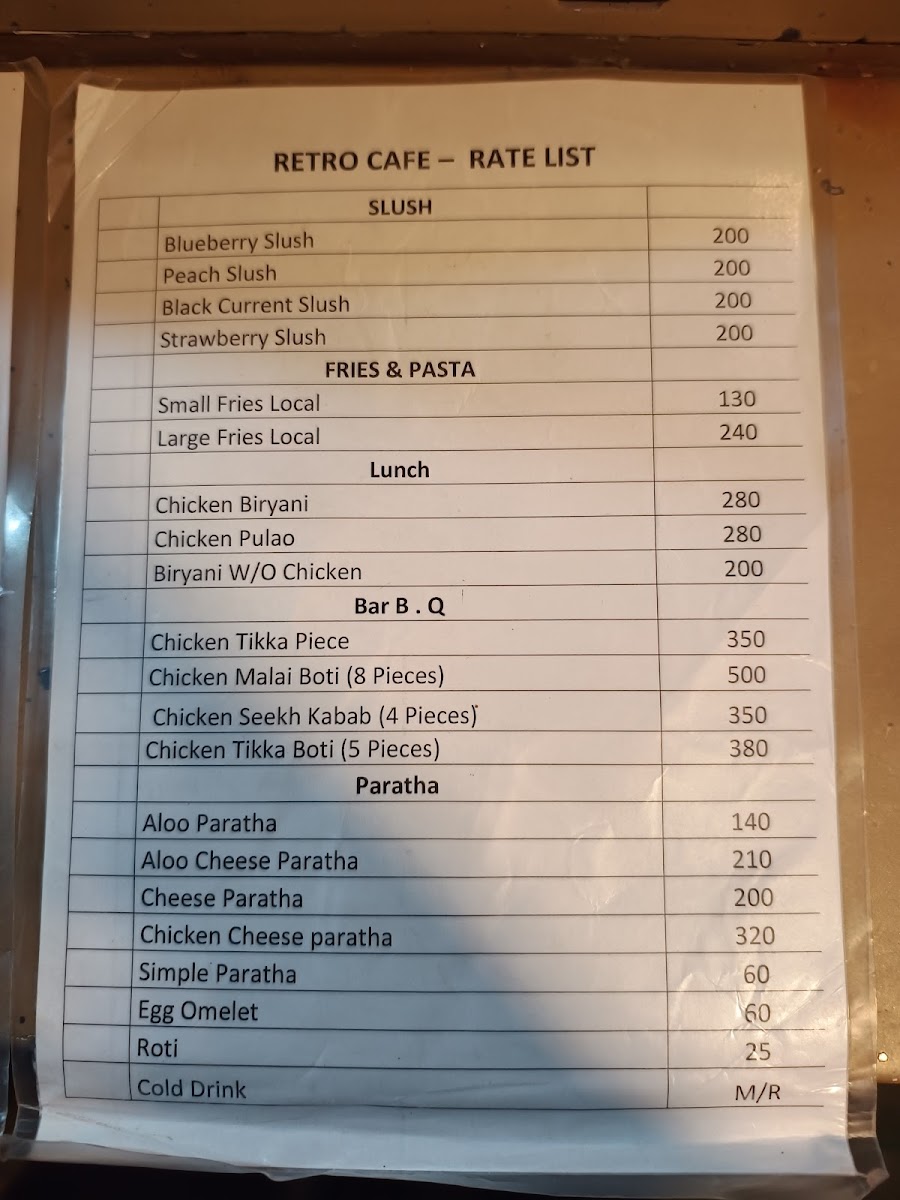 RETRO CAFE – RATE LIST
SLUSH
Blueberry Slush 200
Peach Slush 200
Black Current Slush 200
Strawberry Slush 200
FRIES & PASTA
Small Fries Local 130
Large Fries Local 240
Lunch
Chicken Biryani 280
Chicken Pulao 280
Biryani W/O Chicken 200
Bar B . Q
Chicken Tikka Piece 350
Chicken Malai Boti (8 Pieces) 500
Chicken Seekh Kabab (4 Pieces) 350
Chicken Tikka Boti (5 Pieces) 380
Paratha
Aloo Paratha 140
Aloo Cheese Paratha 210
Cheese Paratha 200
Chicken Cheese paratha 320
Simple Paratha 60
Egg Omelet 60
Roti 25
Cold Drink M/R